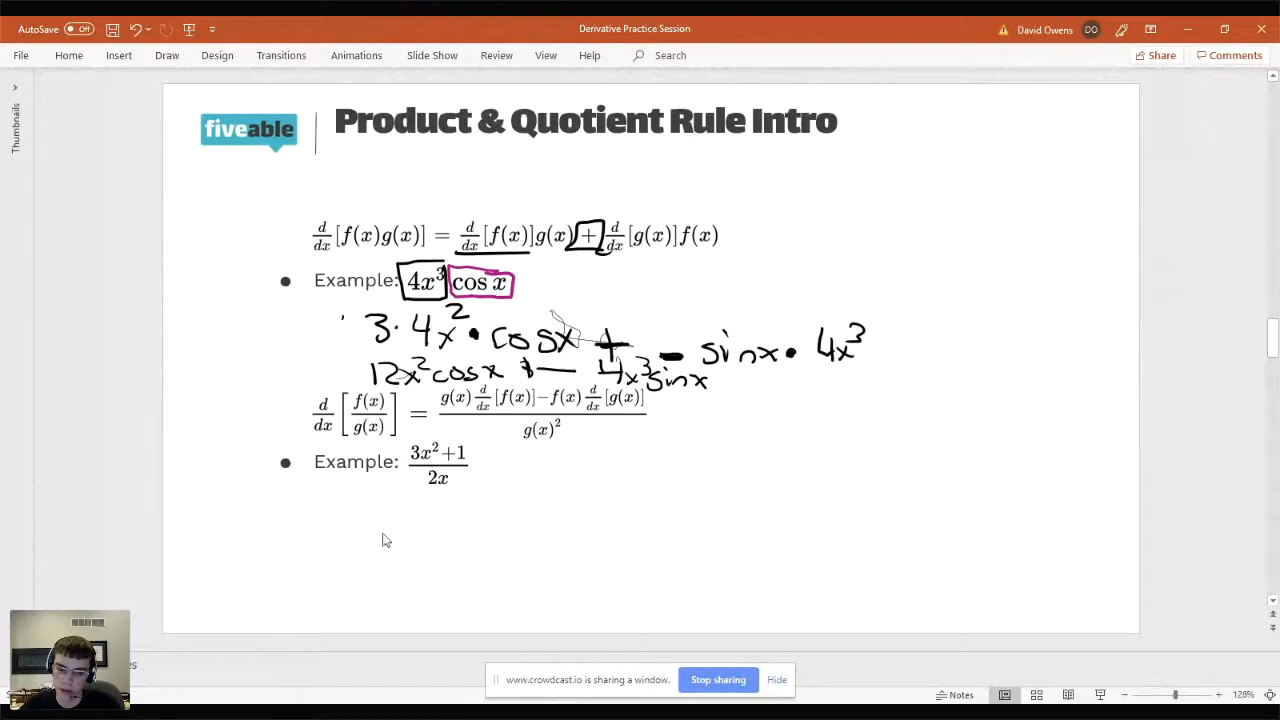 AutoSave Off Derivative Practice Session David Owens DO
File Home Insert Draw Design Transitions Animations Slide Show Review View Help Search Share Comments
Thumbnails
fiveable Product & Quotient Rule Intro
d/dx [f(x)g(x)] = d/dx [f(x)]g(x) + d/dx [g(x)]f(x)
• Example: 4x³ cos x
3·4x² • cosx + - sinx • 4x³
12x²cosx — 4x³sinx
d/dx [f(x)/g(x)] = (g(x) d/dx [f(x)] − f(x) d/dx [g(x)]) / g(x)²
• Example: (3x²+1)/2x
www.crowdcast.io is sharing a window. Stop sharing Hide
Notes 128%